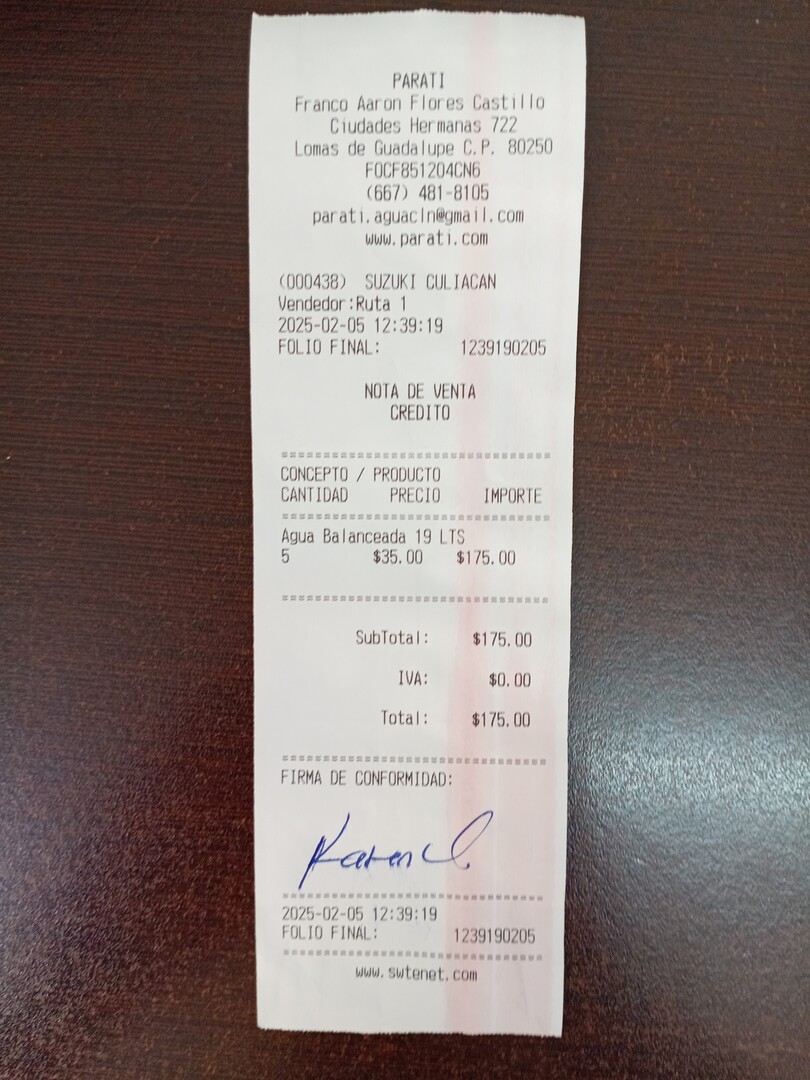 PARATI
Franco Aaron Flores Castillo
Ciudades Hermanas 722
Lomas de Guadalupe C.P. 80250
FOCF851204CN6
(667) 481-8105
parati.aguacln@gmail.com
www.parati.com
(000438) SUZUKI CULIACAN
Vendedor:Ruta 1
2025-02-05 12:39:19
FOLIO FINAL: 1239190205
NOTA DE VENTA
CREDITO
CONCEPTO / PRODUCTO
CANTIDAD PRECIO IMPORTE
Agua Balanceada 19 LTS
5 $35.00 $175.00
SubTotal: $175.00
IVA: $0.00
Total: $175.00
FIRMA DE CONFORMIDAD:
Karen
2025-02-05 12:39:19
FOLIO FINAL: 1239190205
www.swtenet.com